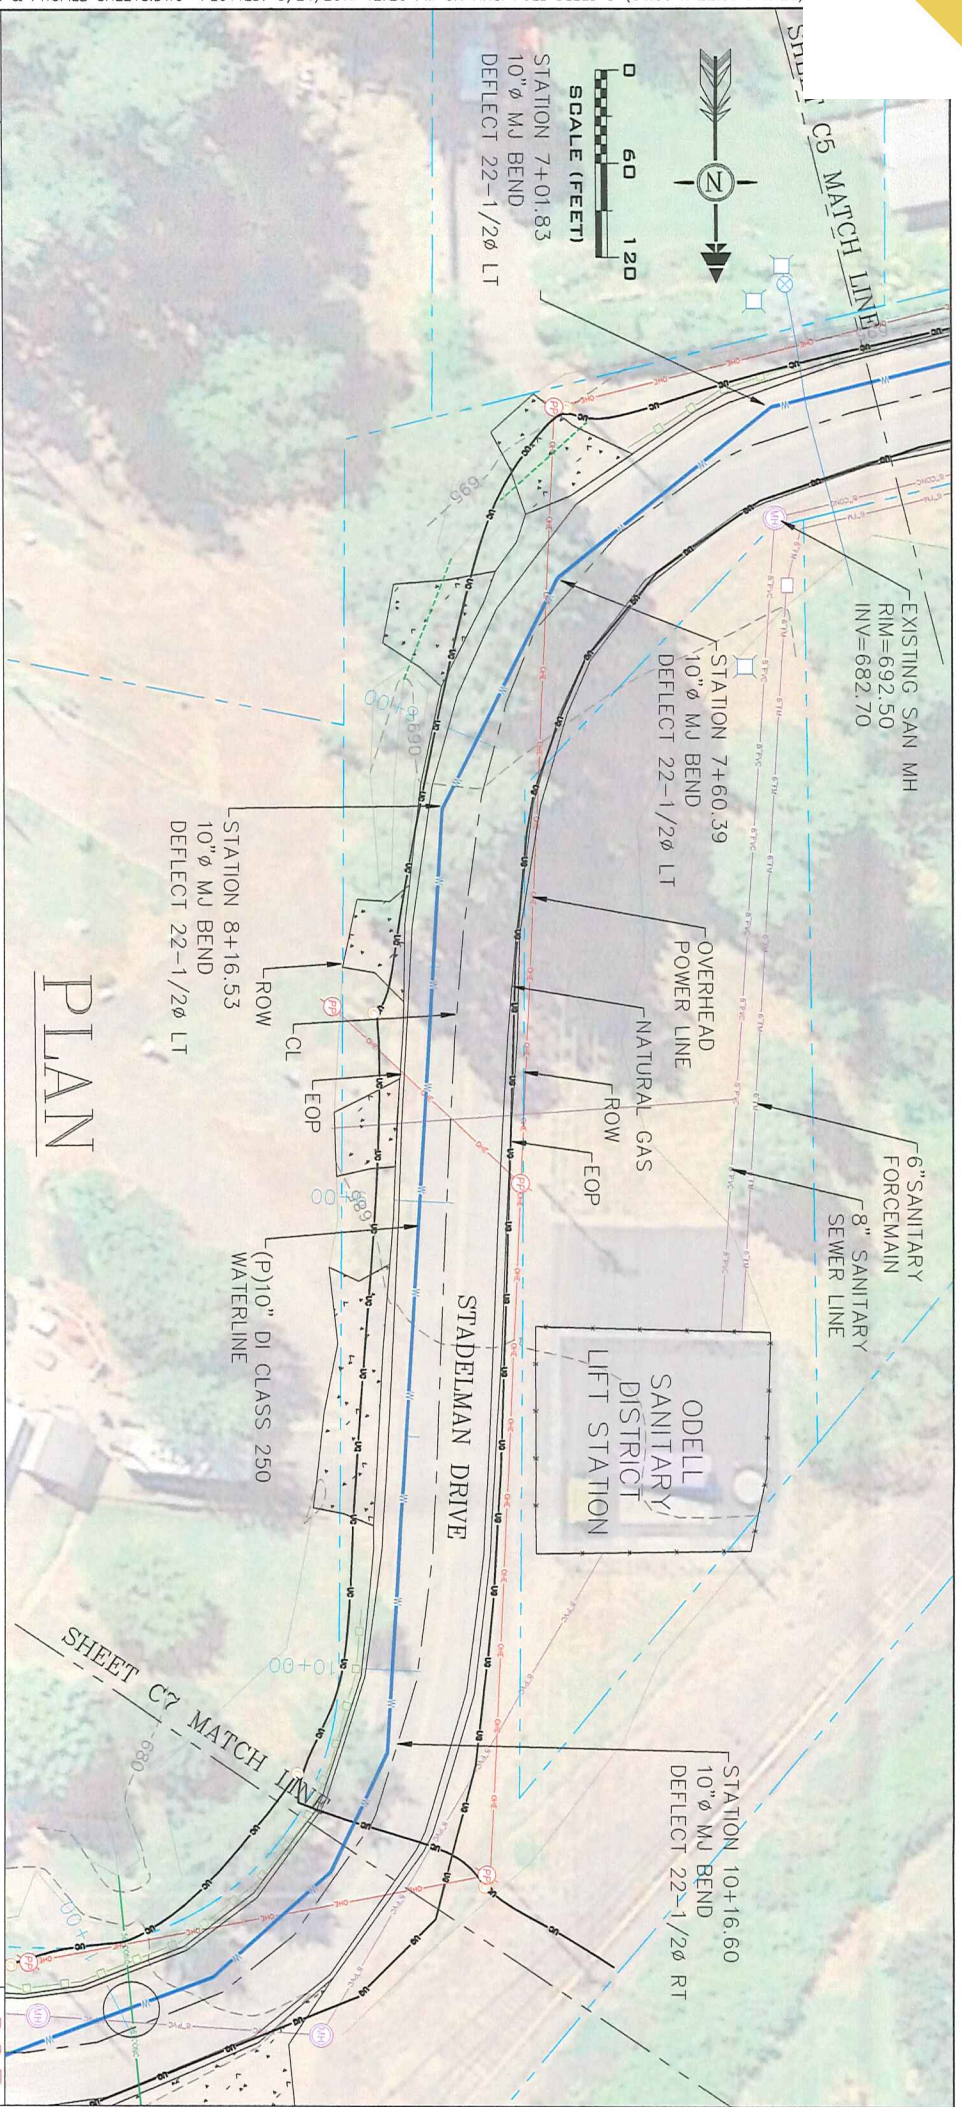 C5 MATCH LINE
N
0 60 120
SCALE (FEET)
STATION 7+01.83
10"ø MJ BEND
DEFLECT 22-1/2ø LT
EXISTING SAN MH
RIM=692.50
INV=682.70
STATION 7+60.39
10"ø MJ BEND
DEFLECT 22-1/2ø LT
OVERHEAD
POWER LINE
NATURAL GAS
ROW
EOP
6"SANITARY
FORCEMAIN
8" SANITARY
SEWER LINE
STATION 8+16.53
10"ø MJ BEND
DEFLECT 22-1/2ø LT
ROW
CL
EOP
(P)10" DI CLASS 250
WATERLINE
STADELMAN DRIVE
ODELL
SANITARY
DISTRICT
LIFT STATION
STATION 10+16.60
10"ø MJ BEND
DEFLECT 22-1/2ø RT
SHEET C7 MATCH LINE
10+00
695
690
685
680
MH
PP
PLAN